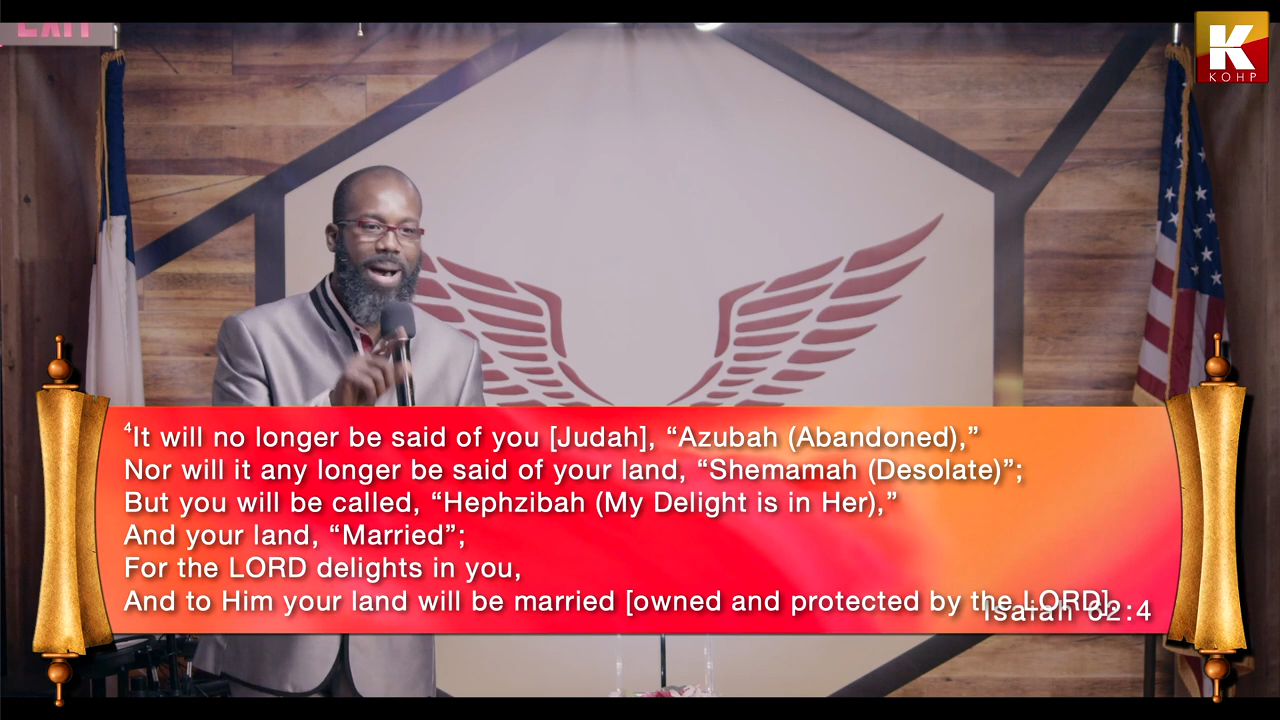 EXIT
K
KOHP
⁴It will no longer be said of you [Judah], “Azubah (Abandoned),”
Nor will it any longer be said of your land, “Shemamah (Desolate)”;
But you will be called, “Hephzibah (My Delight is in Her),”
And your land, “Married”;
For the LORD delights in you,
And to Him your land will be married [owned and protected by the LORD].
Isaiah 62:4